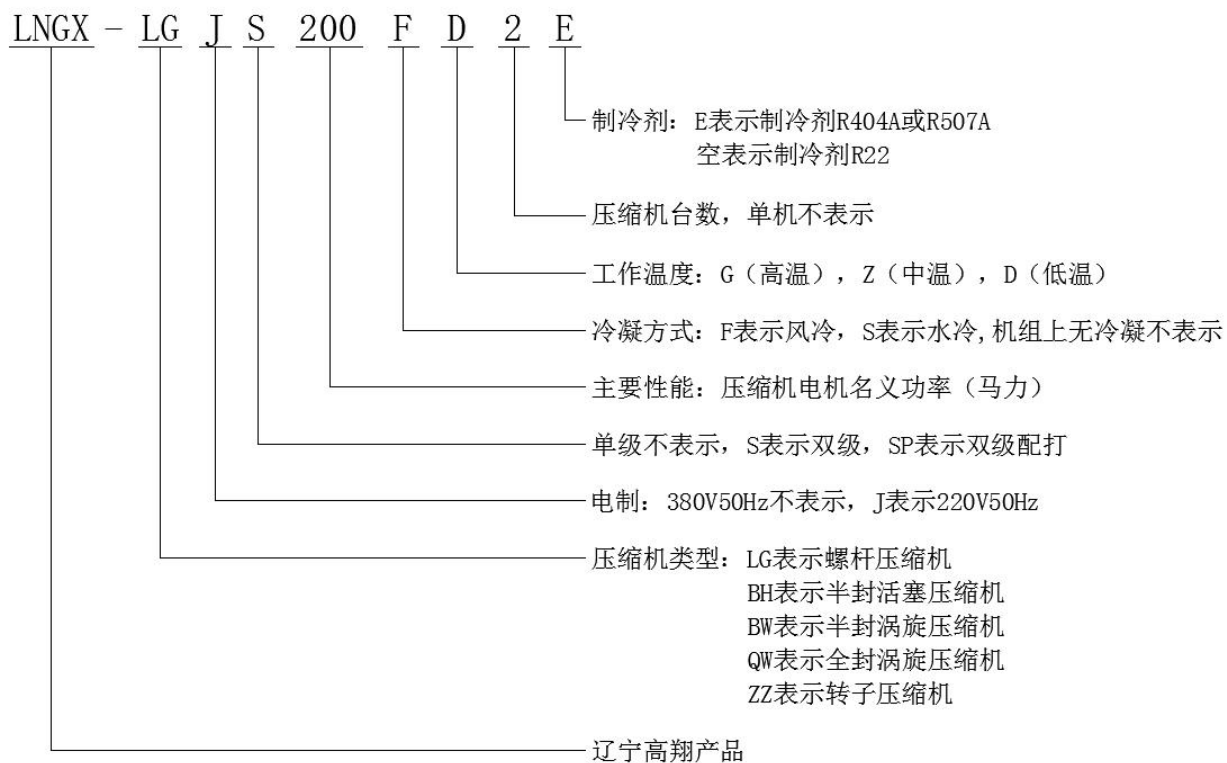 LNGX-LG J S 200 F D 2 E
制冷剂：E表示制冷剂R404A或R507A
空表示制冷剂R22
压缩机台数，单机不表示
工作温度：G（高温），Z（中温），D（低温）
冷凝方式：F表示风冷，S表示水冷,机组上无冷凝不表示
主要性能：压缩机电机名义功率（马力）
单级不表示，S表示双级，SP表示双级配打
电制：380V50Hz不表示，J表示220V50Hz
压缩机类型：LG表示螺杆压缩机
BH表示半封活塞压缩机
BW表示半封涡旋压缩机
QW表示全封涡旋压缩机
ZZ表示转子压缩机
辽宁高翔产品